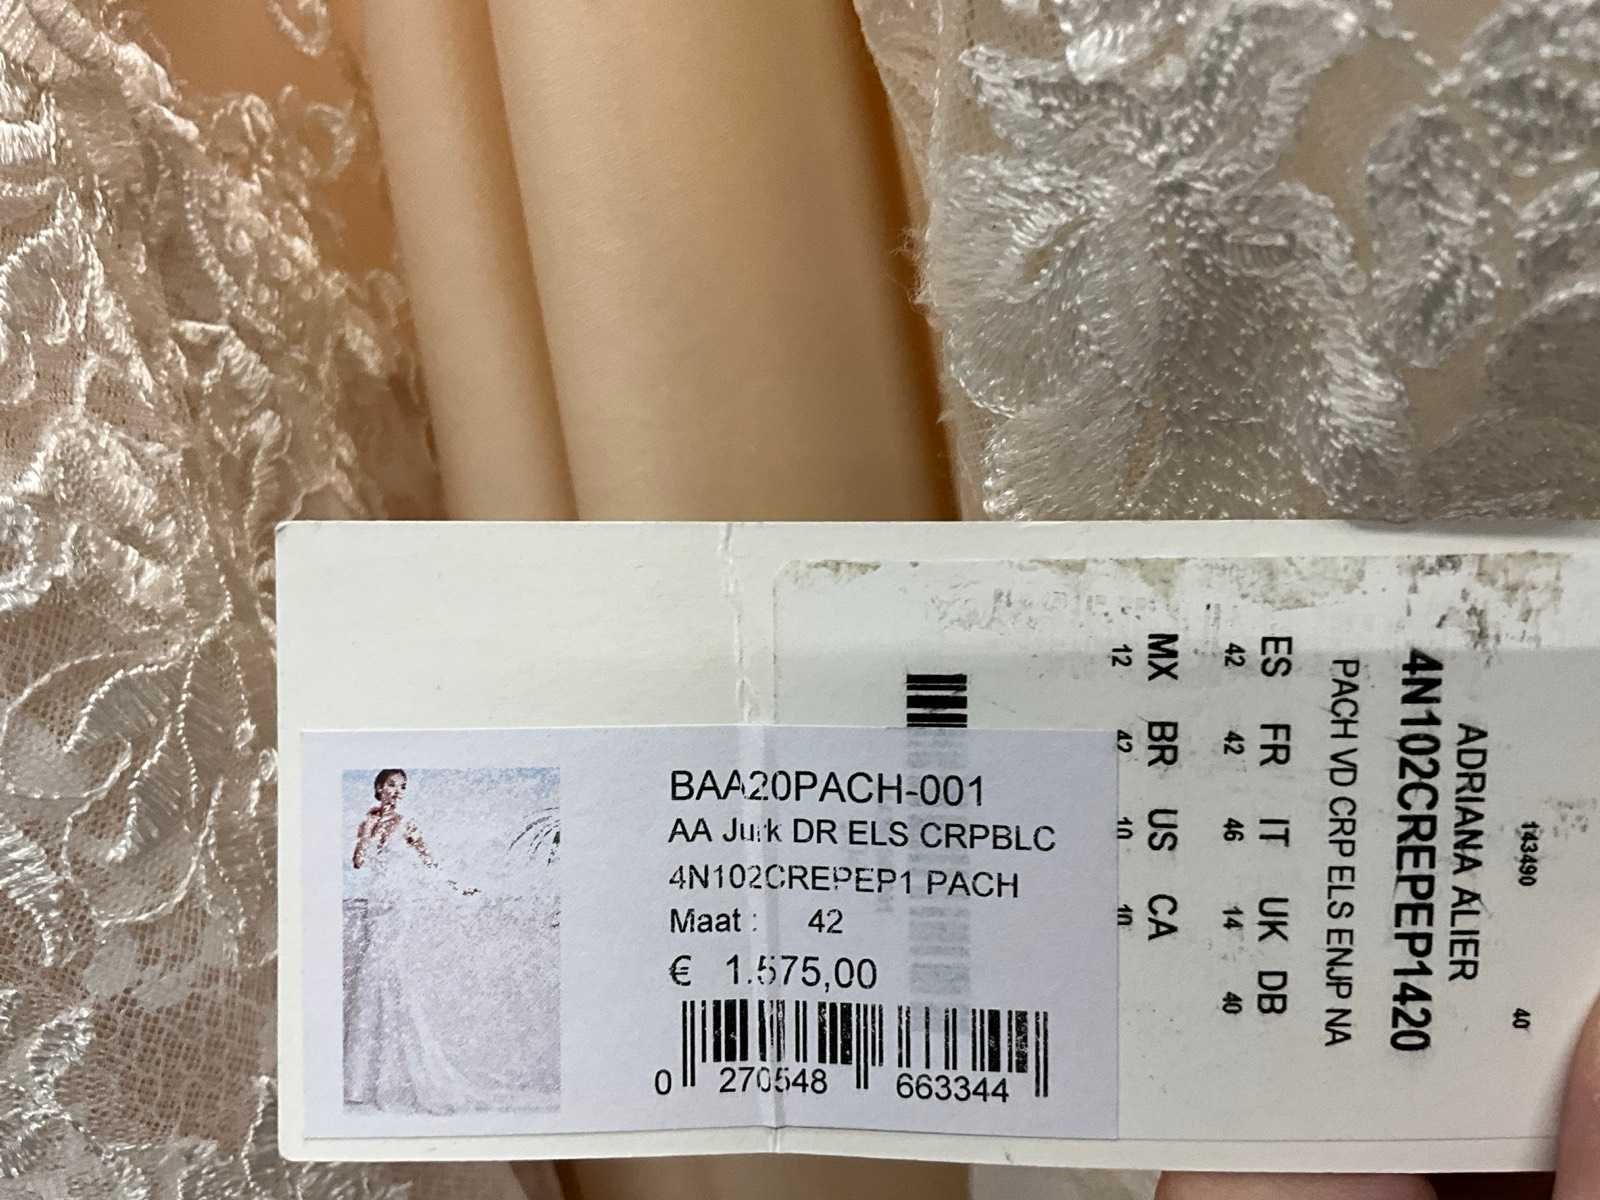 BAA20PACH-001
AA Jurk DR ELS CRPBLC
4N102CREPEP1 PACH
Maat : 42
€ 1.575,00
0 270548 663344
143490 40
ADRIANA ALIER
4N102CREPEP1420
PACH VD CRP ELS ENJP NA
ES FR IT UK DB
42 42 46 14 40
MX BR US CA
12 42 10 10